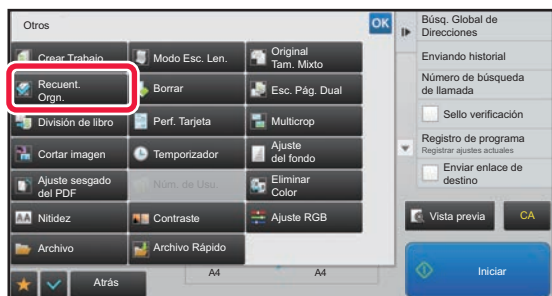 Otros
OK
Crear Trabajo
Modo Esc. Len.
Original
Tam. Mixto
Recuent.
Orgn.
Borrar
Esc. Pág. Dual
División de libro
Perf. Tarjeta
Multicrop
Cortar imagen
Temporizador
Ajuste
del fondo
Ajuste sesgado
del PDF
Núm. de Usu.
Eliminar
Color
AA
Nitidez
Contraste
Ajuste RGB
Archivo
Archivo Rápido
Atrás
A4
A4
Búsq. Global de
Direcciones
Enviando historial
Número de búsqueda
de llamada
Sello verificación
Registro de programa
Registrar ajustes actuales
Enviar enlace de
destino
Vista previa
CA
Iniciar